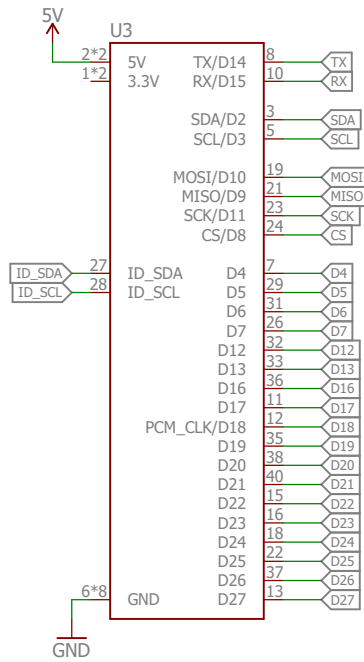 5V
U3
2*2 5V TX/D14 8 TX
1*2 3.3V RX/D15 10 RX
SDA/D2 3 SDA
SCL/D3 5 SCL
MOSI/D10 19 MOSI
MISO/D9 21 MISO
SCK/D11 23 SCK
CS/D8 24 CS
ID_SDA 27 ID_SDA D4 7 D4
ID_SCL 28 ID_SCL D5 29 D5
D6 31 D6
D7 26 D7
D12 32 D12
D13 33 D13
D16 36 D16
D17 11 D17
PCM_CLK/D18 12 D18
D19 35 D19
D20 38 D20
D21 40 D21
D22 15 D22
D23 16 D23
D24 18 D24
D25 22 D25
D26 37 D26
6*8 GND D27 13 D27
GND